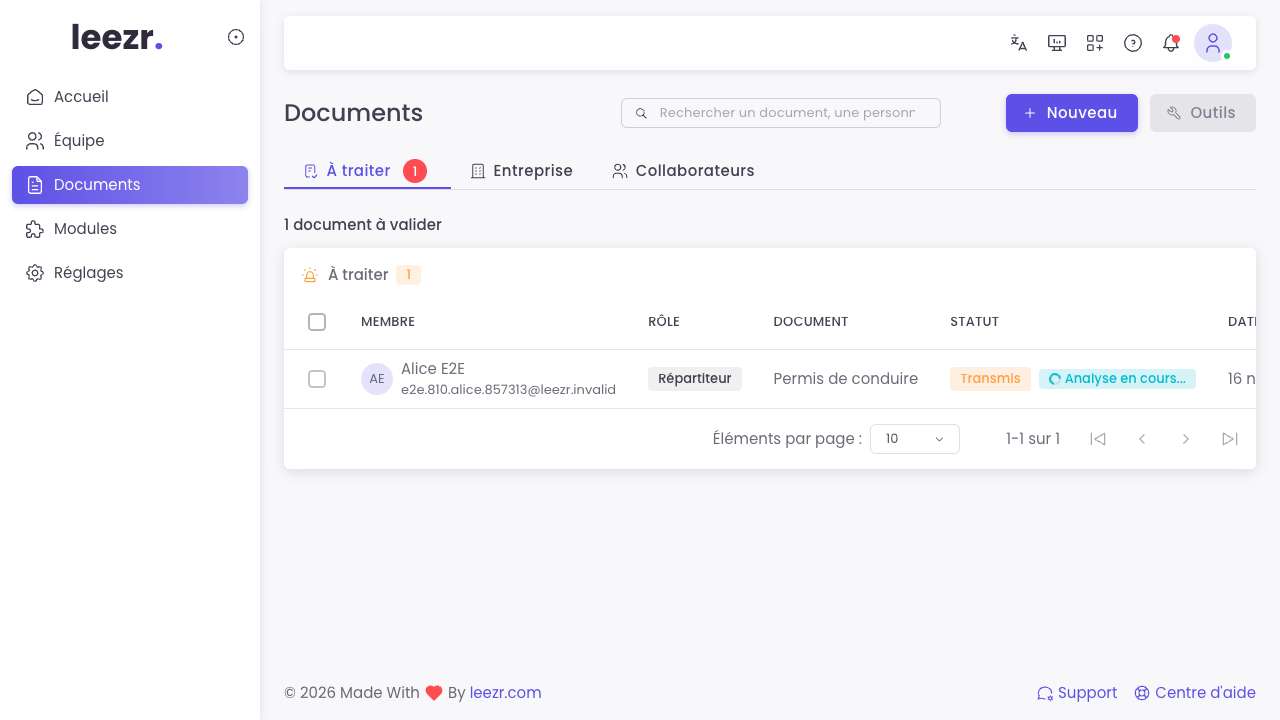 leezr.
Accueil
Équipe
Documents
Modules
Réglages
Documents
Rechercher un document, une personr
Nouveau
Outils
À traiter 1
Entreprise
Collaborateurs
1 document à valider
À traiter 1
MEMBRE RÔLE DOCUMENT STATUT DATE
AE
Alice E2E
e2e.810.alice.857313@leezr.invalid
Répartiteur
Permis de conduire
Transmis
Analyse en cours...
16 n
Éléments par page : 10
1-1 sur 1
© 2026 Made With By leezr.com
Support
Centre d'aide